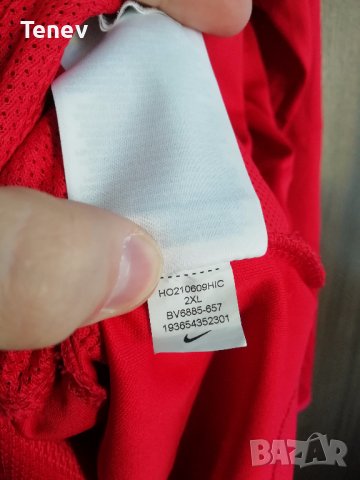 Tenev
HO210609HIC
2XL
BV6885-657
193654352301
BAZAR